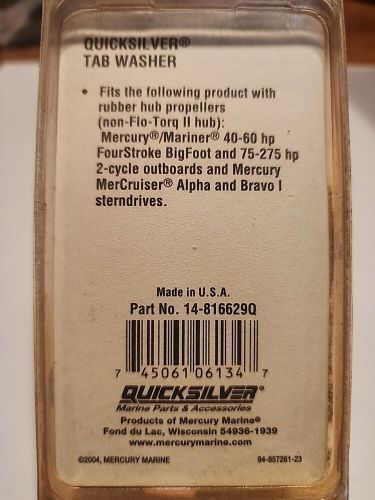 QUICKSILVER®
TAB WASHER
• Fits the following product with
rubber hub propellers
(non-Flo-Torq II hub):
Mercury®/Mariner® 40-60 hp
FourStroke BigFoot and 75-275 hp
2-cycle outboards and Mercury
MerCruiser® Alpha and Bravo I
sterndrives.
Made in U.S.A.
Part No. 14-816629Q
7 45061 06134 7
QUICKSILVER®
Marine Parts & Accessories
Products of Mercury Marine®
Fond du Lac, Wisconsin 54936-1939
www.mercurymarine.com
©2004, MERCURY MARINE 94-857261-23